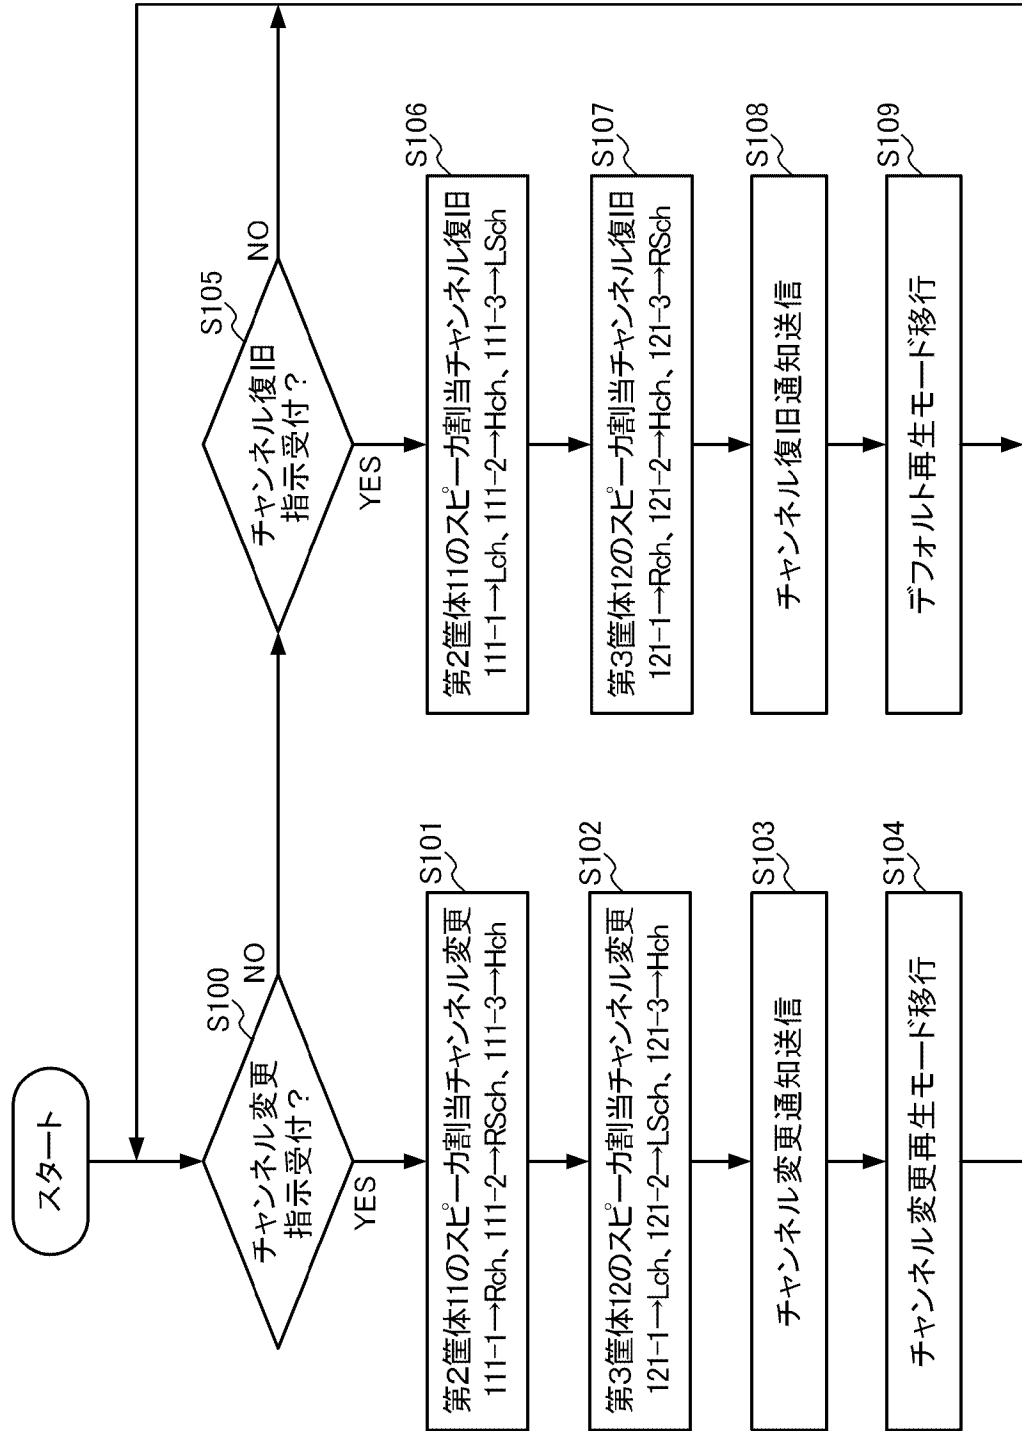 スタート
チャンネル変更
指示受付？
S100
NO
YES
第2筐体11のスピーカ割当チャンネル変更
111-1→Rch、111-2→RSch、111-3→Hch
S101
第3筐体12のスピーカ割当チャンネル変更
121-1→Lch、121-2→LSch、121-3→Hch
S102
チャンネル変更通知送信
S103
チャンネル変更再生モード移行
S104
チャンネル復旧
指示受付？
S105
NO
YES
第2筐体11のスピーカ割当チャンネル復旧
111-1→Lch、111-2→Hch、111-3→LSch
S106
第3筐体12のスピーカ割当チャンネル復旧
121-1→Rch、121-2→Hch、121-3→RSch
S107
チャンネル復旧通知送信
S108
デフォルト再生モード移行
S109